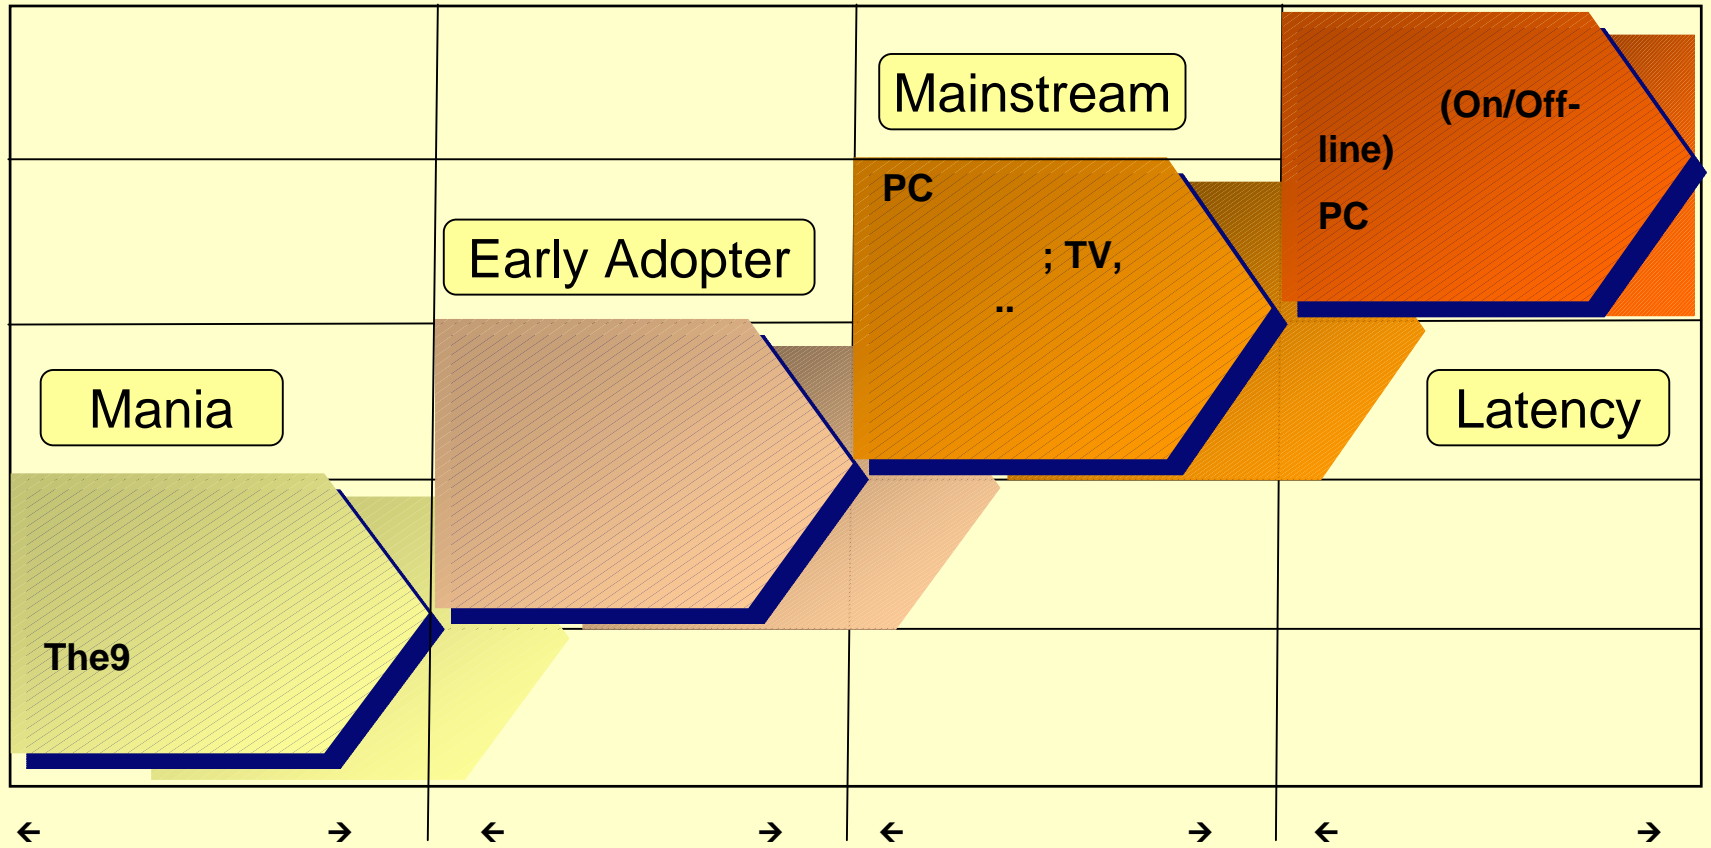 Mania
The9
Early Adopter
Mainstream
PC
; TV,
..
(On/Off-
line)
PC
Latency
← → ← → ← → ← →